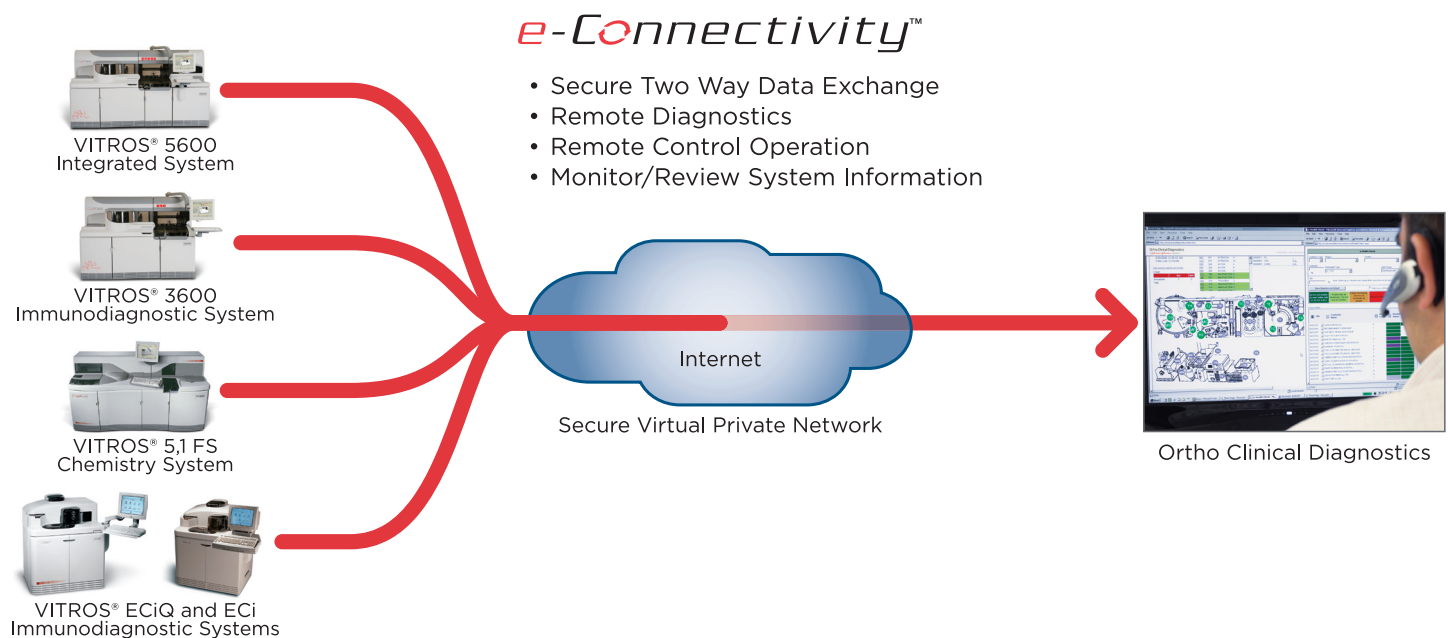 e-Connectivity™
• Secure Two Way Data Exchange
• Remote Diagnostics
• Remote Control Operation
• Monitor/Review System Information
VITROS® 5600
Integrated System
VITROS® 3600
Immunodiagnostic System
VITROS® 5,1 FS
Chemistry System
VITROS® ECiQ and ECi
Immunodiagnostic Systems
Internet
Secure Virtual Private Network
Ortho Clinical Diagnostics